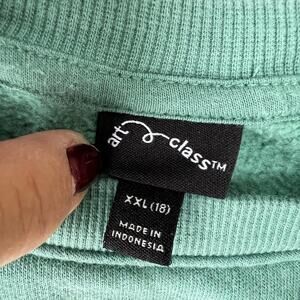 art class™
XXL (18)
MADE IN
INDONESIA